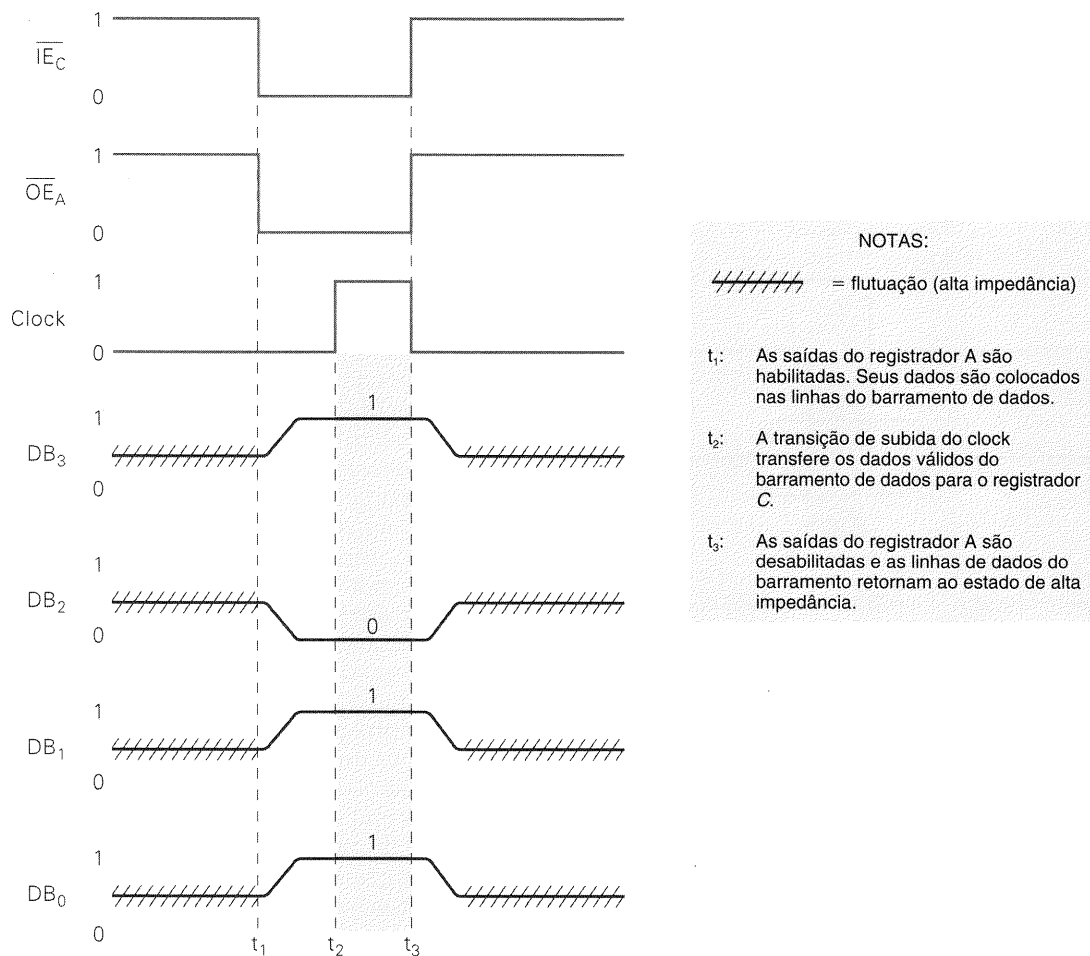 1
IE_C
0
1
OE_A
0
1
Clock
0
1
1
DB₃
0
1
DB₂
0
0
1
1
DB₁
0
1
1
DB₀
0
t₁ t₂ t₃
NOTAS:
= flutuação (alta impedância)
t₁: As saídas do registrador A são
habilitadas. Seus dados são colocados
nas linhas do barramento de dados.
t₂: A transição de subida do clock
transfere os dados válidos do
barramento de dados para o registrador
C.
t₃: As saídas do registrador A são
desabilitadas e as linhas de dados do
barramento retornam ao estado de alta
impedância.